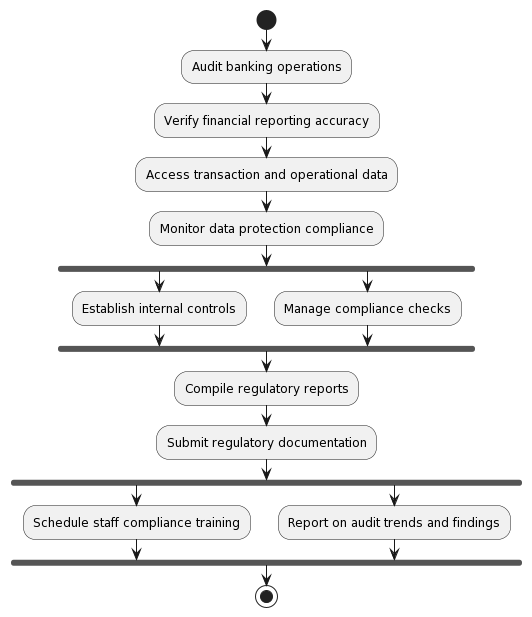 Audit banking operations
Verify financial reporting accuracy
Access transaction and operational data
Monitor data protection compliance
Establish internal controls
Manage compliance checks
Compile regulatory reports
Submit regulatory documentation
Schedule staff compliance training
Report on audit trends and findings